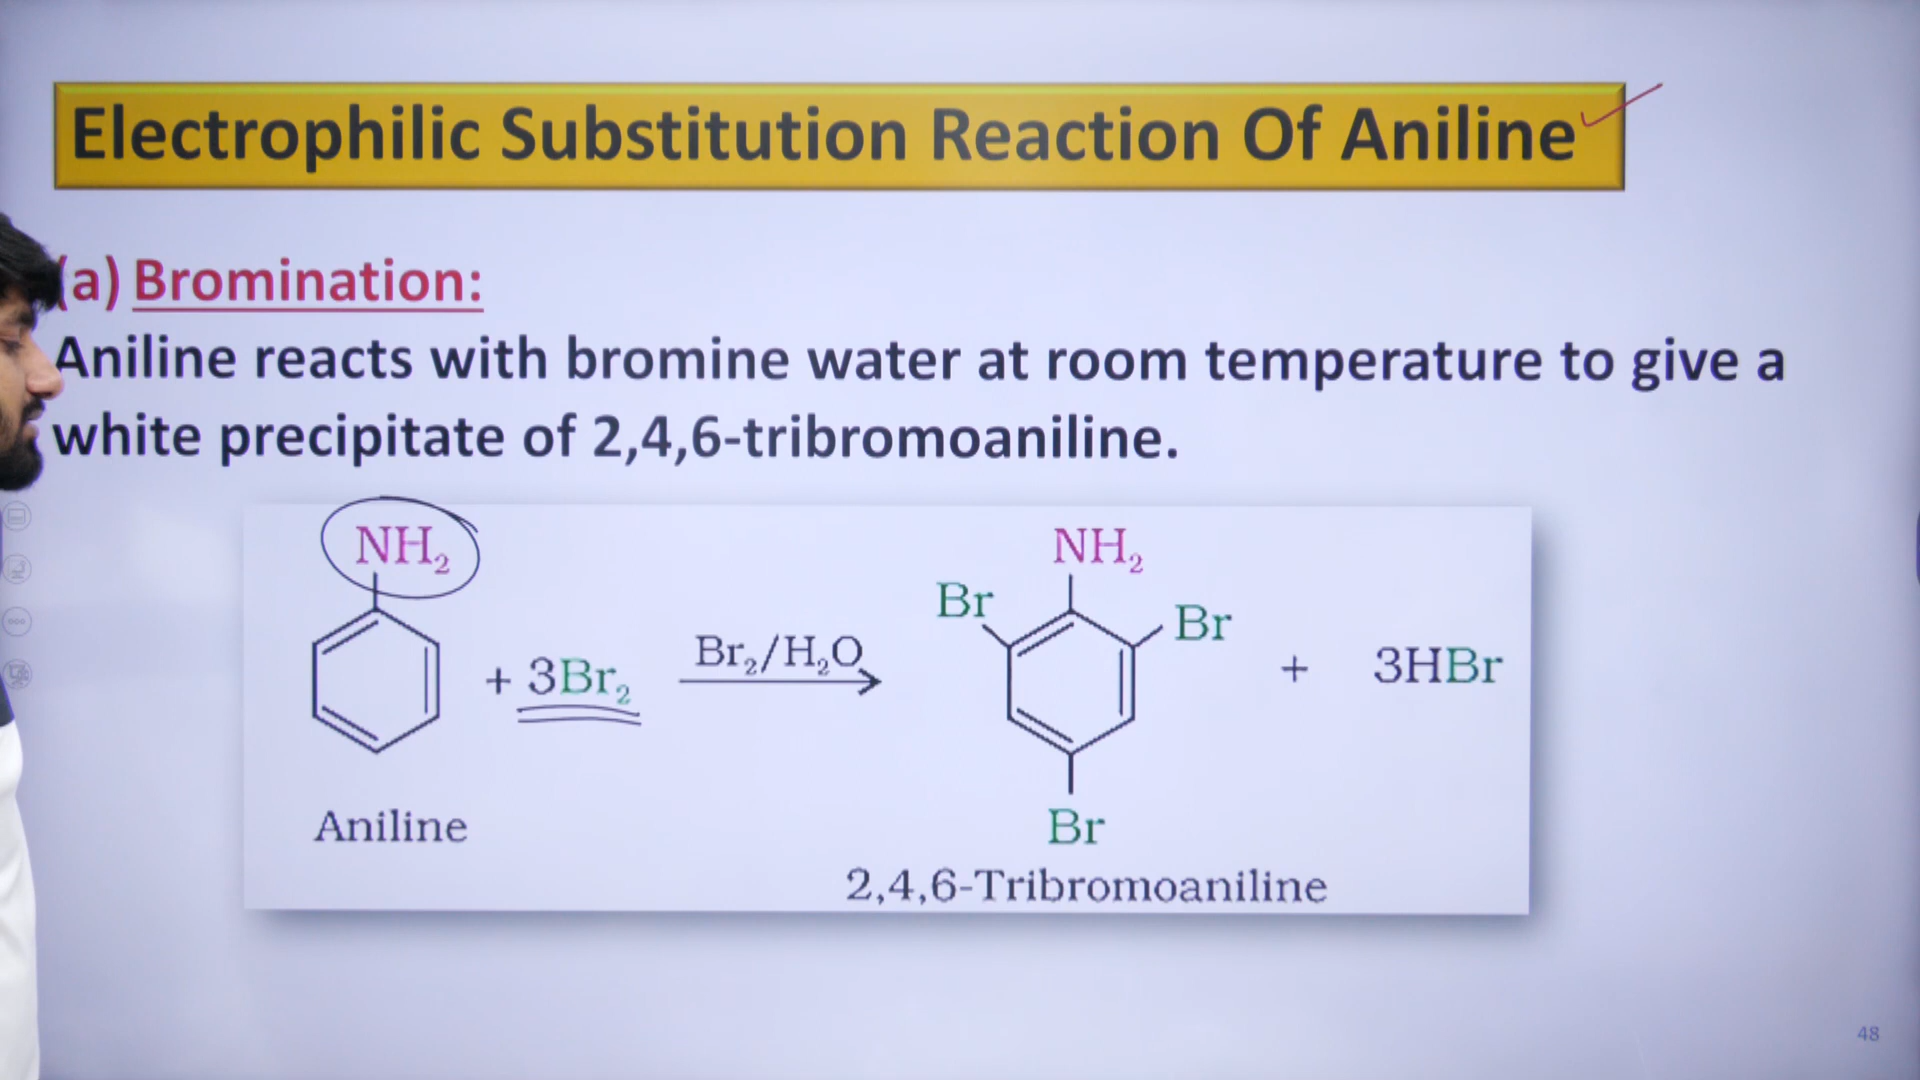 Electrophilic Substitution Reaction Of Aniline
(a) Bromination:
Aniline reacts with bromine water at room temperature to give a
white precipitate of 2,4,6-tribromoaniline.
NH₂
+ 3Br₂
Br₂/H₂O
NH₂
Br
Br
Br
+ 3HBr
Aniline
2,4,6-Tribromoaniline
48